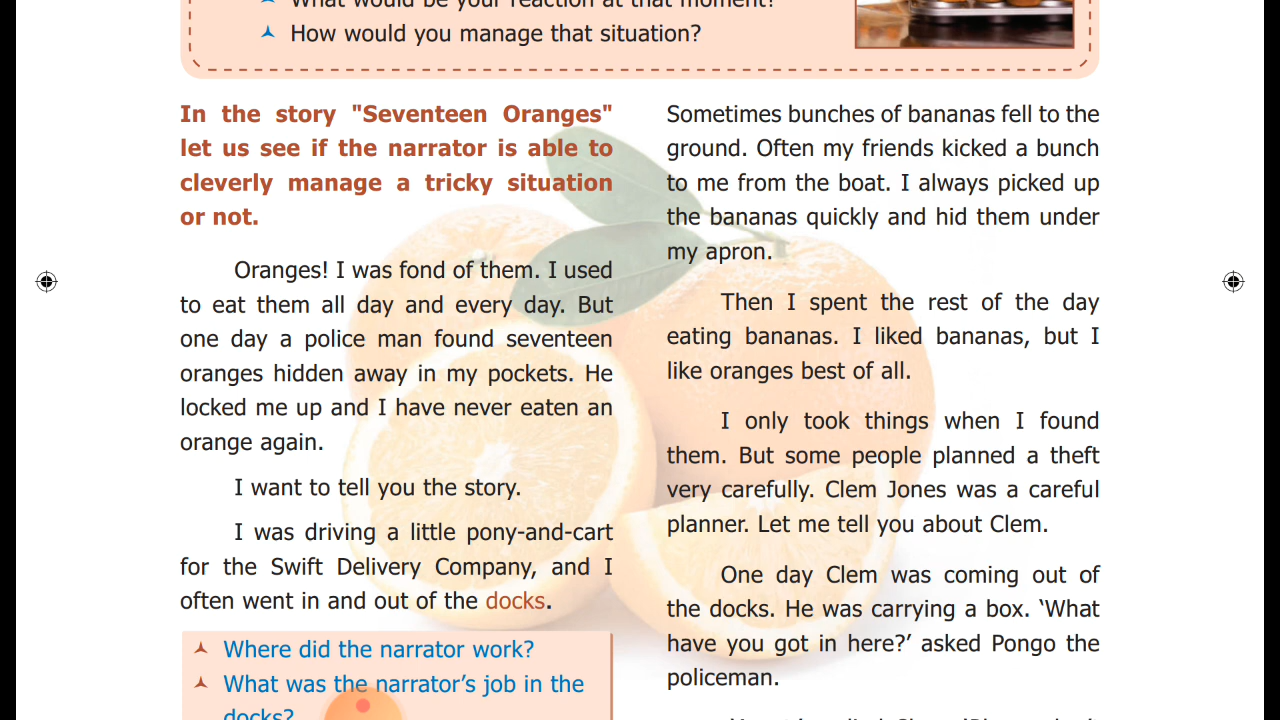 What would be your reaction at that moment?
How would you manage that situation?
In the story "Seventeen Oranges"
let us see if the narrator is able to
cleverly manage a tricky situation
or not.
Oranges! I was fond of them. I used
to eat them all day and every day. But
one day a police man found seventeen
oranges hidden away in my pockets. He
locked me up and I have never eaten an
orange again.
I want to tell you the story.
I was driving a little pony-and-cart
for the Swift Delivery Company, and I
often went in and out of the docks.
Where did the narrator work?
What was the narrator’s job in the
docks?
Sometimes bunches of bananas fell to the
ground. Often my friends kicked a bunch
to me from the boat. I always picked up
the bananas quickly and hid them under
my apron.
Then I spent the rest of the day
eating bananas. I liked bananas, but I
like oranges best of all.
I only took things when I found
them. But some people planned a theft
very carefully. Clem Jones was a careful
planner. Let me tell you about Clem.
One day Clem was coming out of
the docks. He was carrying a box. ‘What
have you got in here?’ asked Pongo the
policeman.